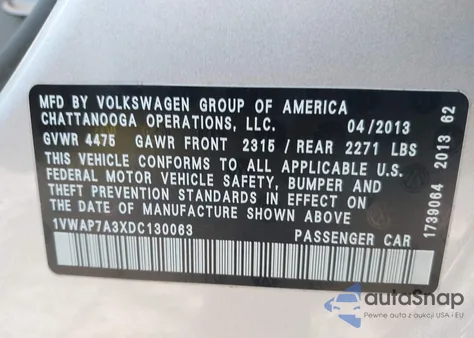 MFD BY VOLKSWAGEN GROUP OF AMERICA
CHATTANOOGA OPERATIONS, LLC. 04/2013
GVWR 4475 GAWR FRONT 2315 / REAR 2271 LBS
THIS VEHICLE CONFORMS TO ALL APPLICABLE U.S.
FEDERAL MOTOR VEHICLE SAFETY, BUMPER AND
THEFT PREVENTION STANDARDS IN EFFECT ON
THE DATE OF MANUFACTURE SHOWN ABOVE
1VWAP7A3XDC130063 PASSENGER CAR
1739064 2013 62
autoSnap
Pewne auta z USA i EU